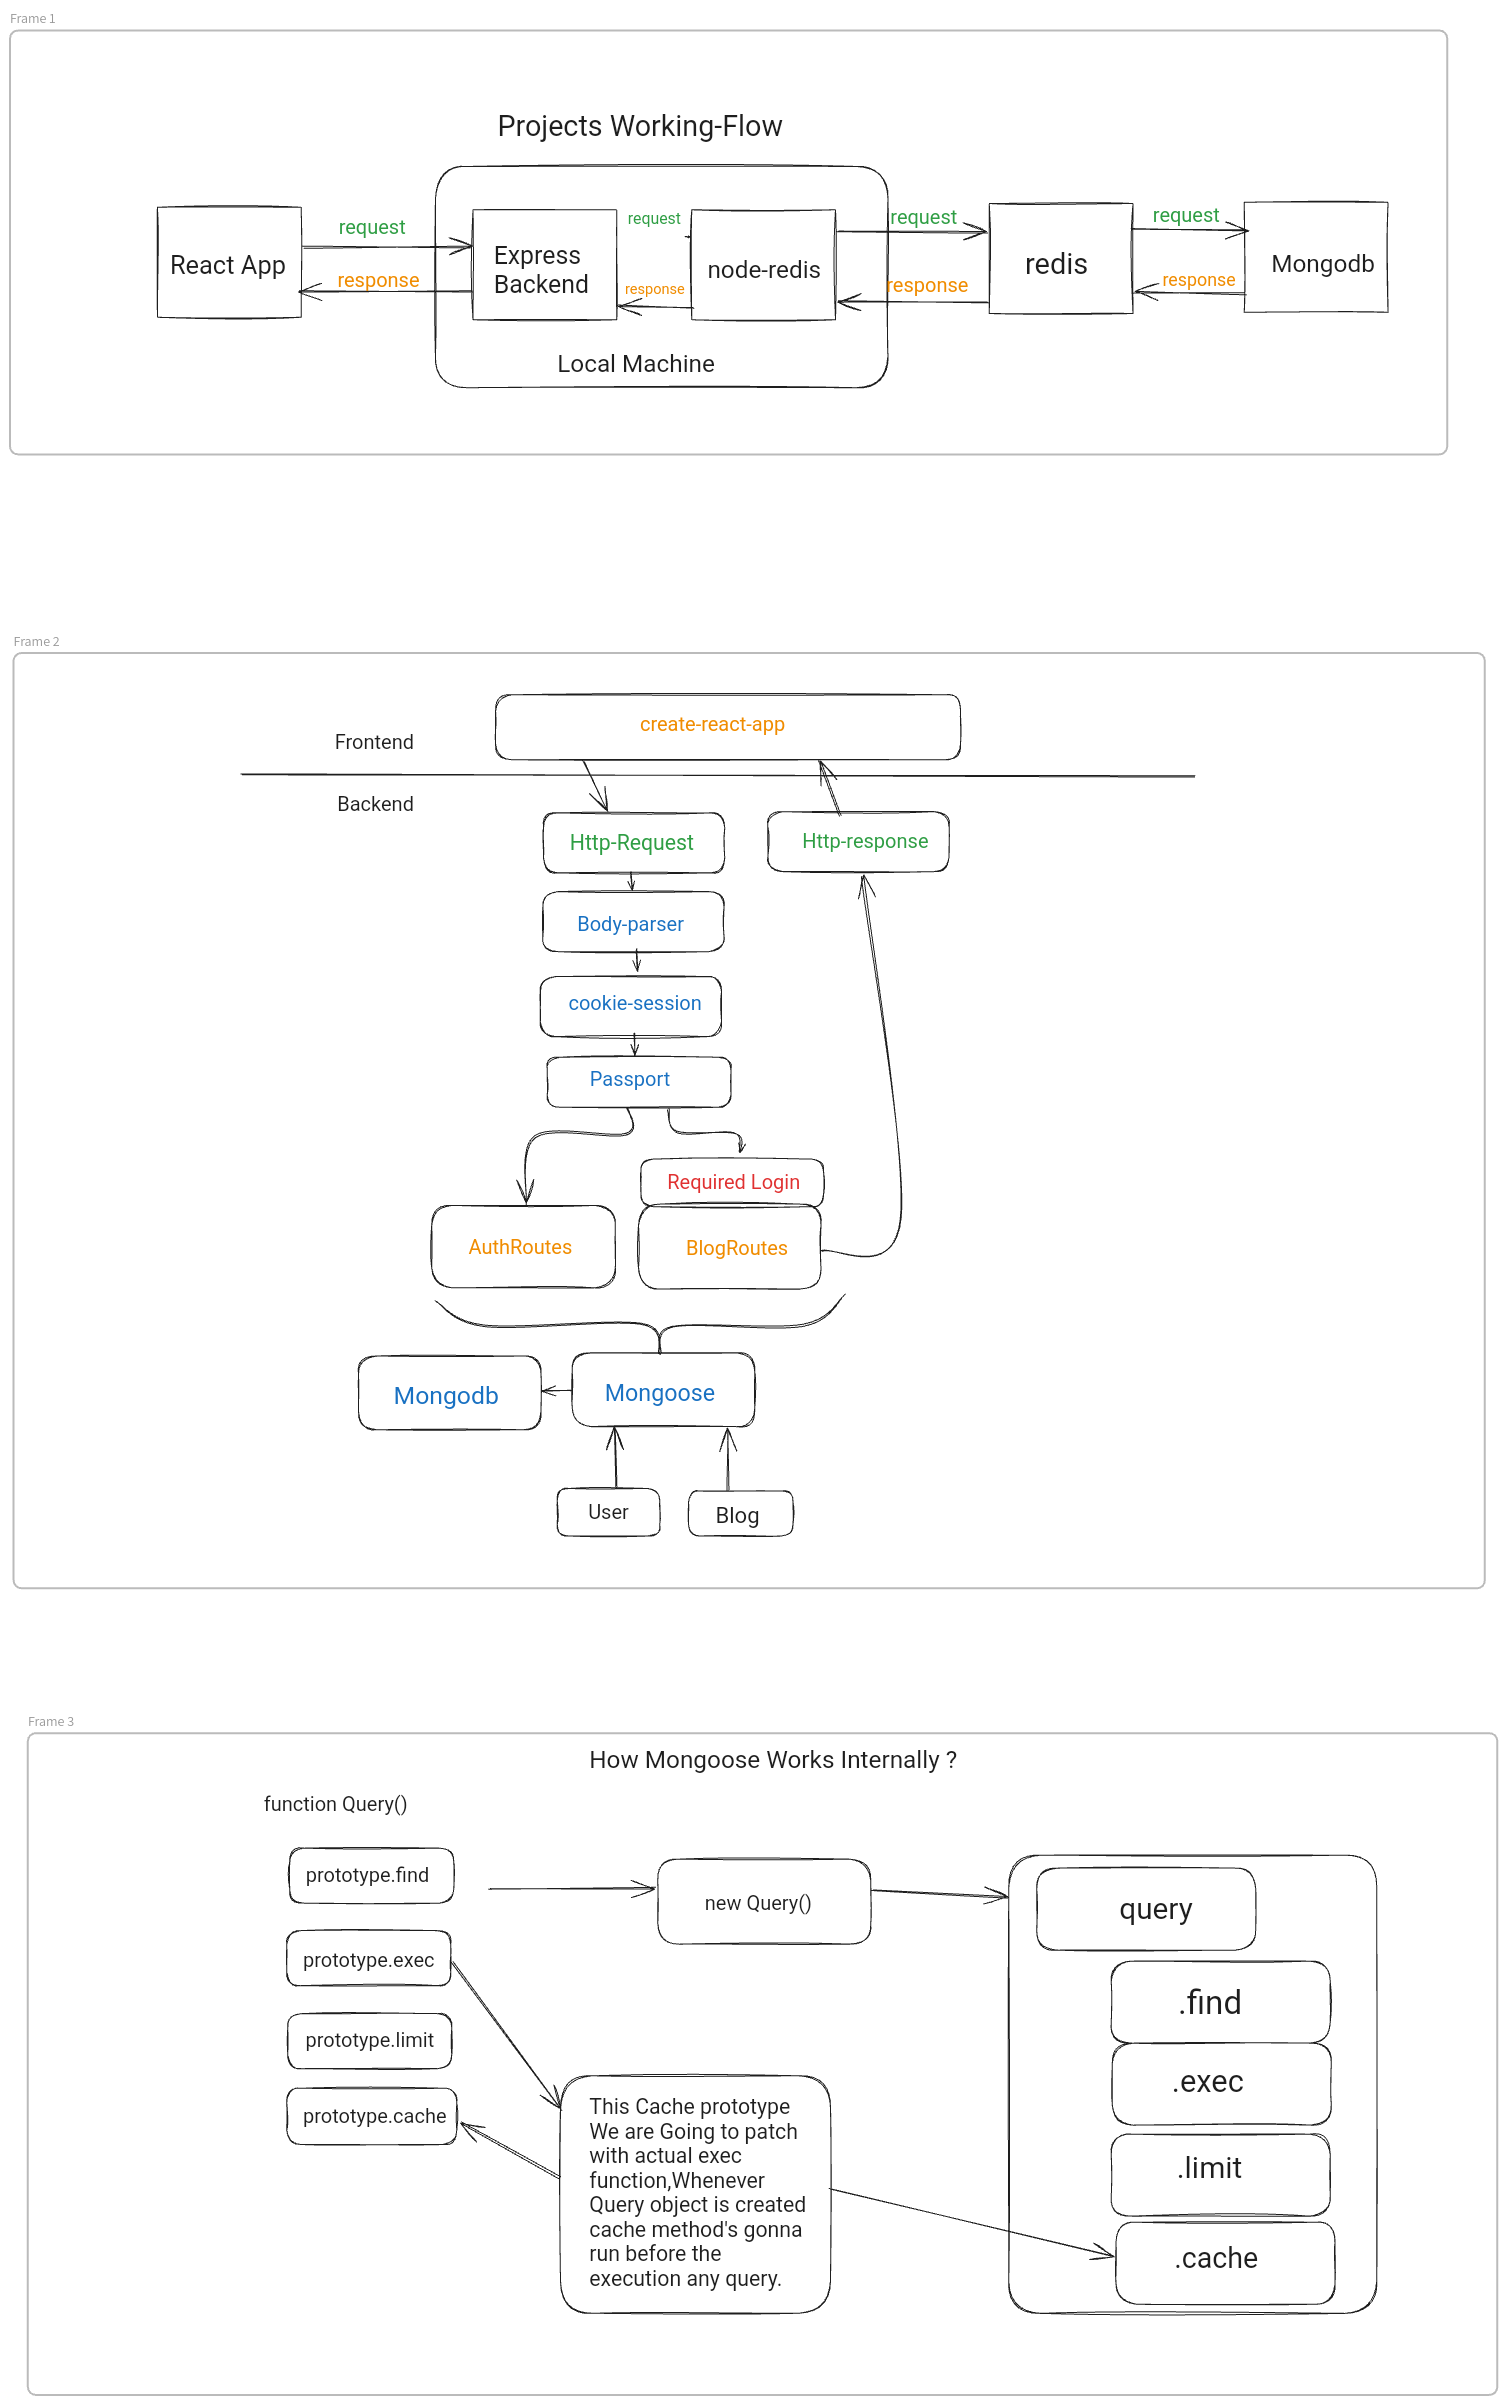 Frame 1
Projects Working-Flow
request
request
request
request
React App
Express
Backend
node-redis
redis
Mongodb
response
response
response
response
Local Machine
Frame 2
create-react-app
Frontend
Backend
Http-Request
Http-response
Body-parser
cookie-session
Passport
Required Login
AuthRoutes
BlogRoutes
Mongodb
Mongoose
User
Blog
Frame 3
How Mongoose Works Internally ?
function Query()
prototype.find
new Query()
query
prototype.exec
.find
prototype.limit
.exec
prototype.cache
This Cache prototype
We are Going to patch
with actual exec
function,Whenever
Query object is created
cache method's gonna
run before the
execution any query.
.limit
.cache